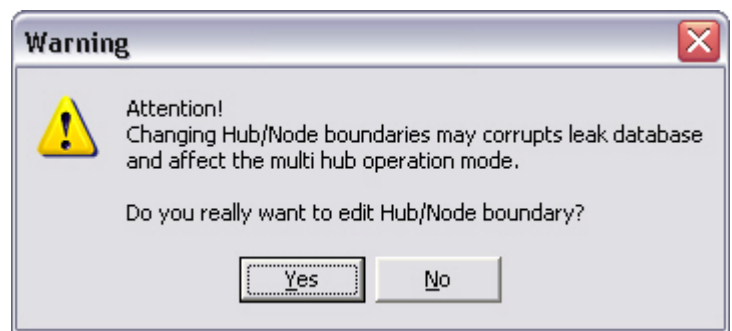 Warning
Attention!
Changing Hub/Node boundaries may corrupts leak database
and affect the multi hub operation mode.
Do you really want to edit Hub/Node boundary?
Yes
No